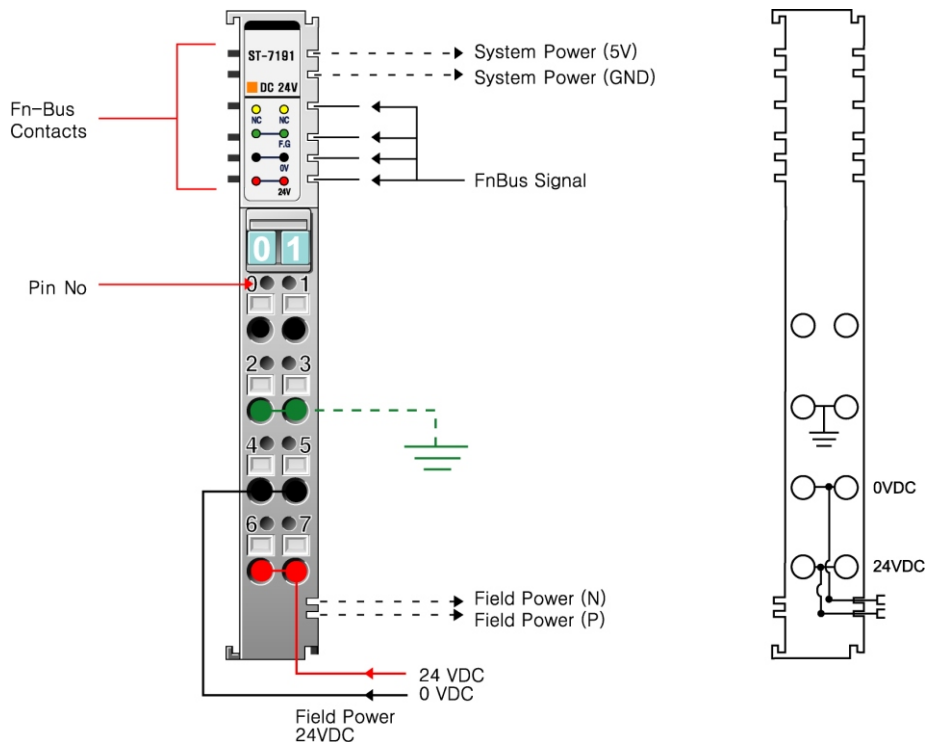 ST-7191
DC 24V
NC NC
F.G
0V
24V
Fn-Bus
Contacts
System Power (5V)
System Power (GND)
FnBus Signal
01
Pin No
0 1
2 3
4 5
6 7
Field Power (N)
Field Power (P)
24 VDC
0 VDC
Field Power
24VDC
0VDC
24VDC